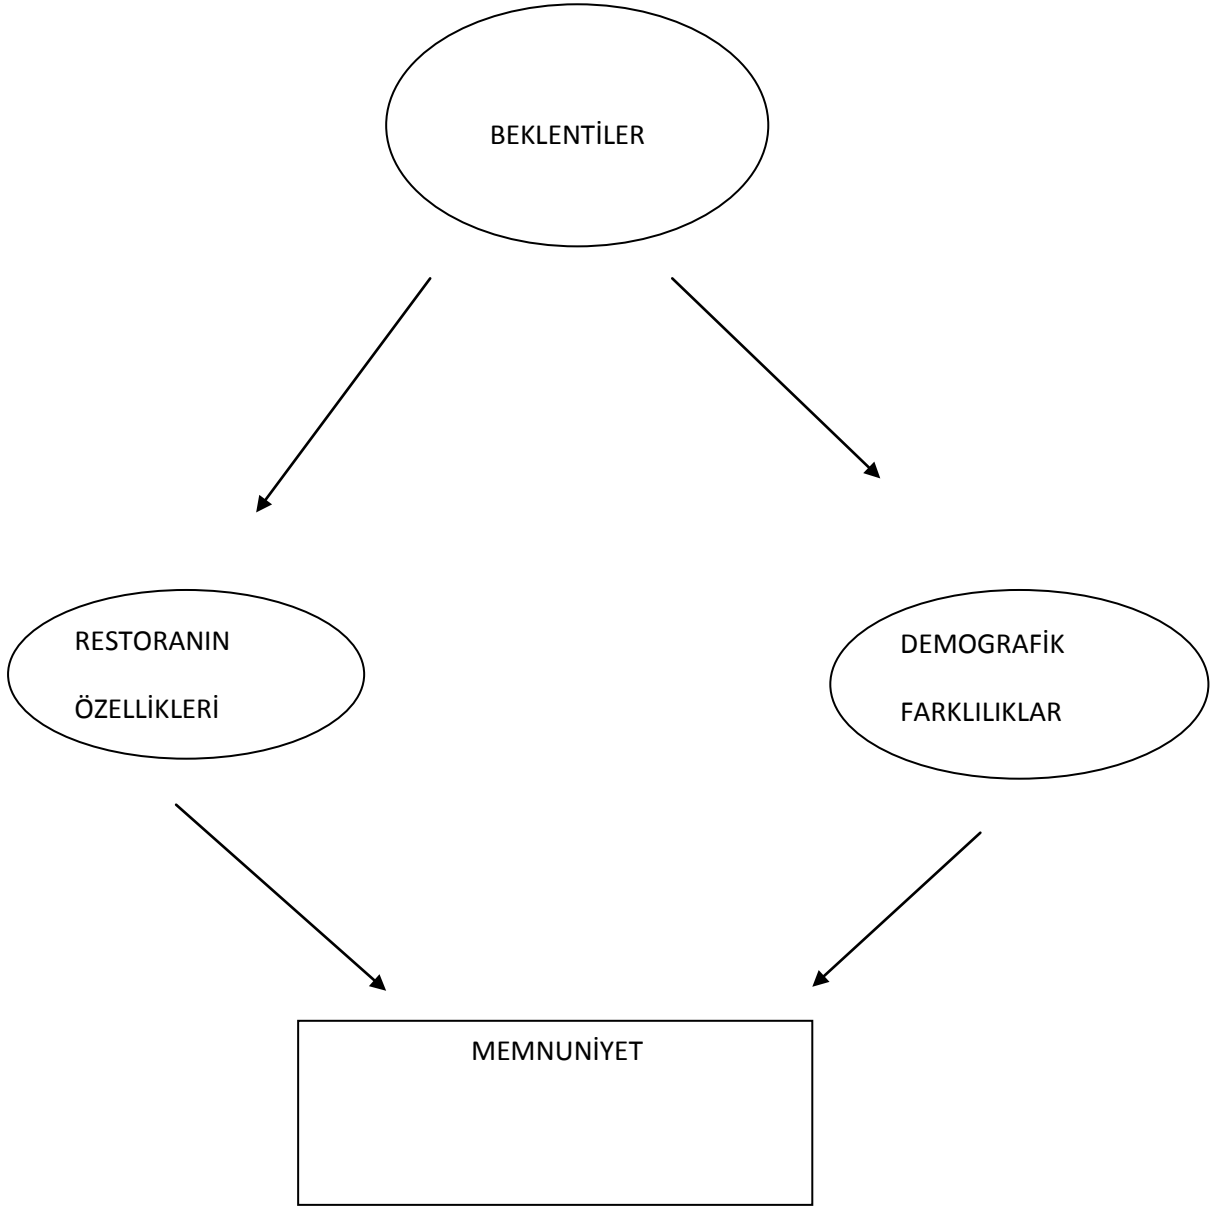 BEKLENTİLER
RESTORANIN
ÖZELLİKLERİ
DEMOGRAFİK
FARKLILIKLAR
MEMNUNİYET